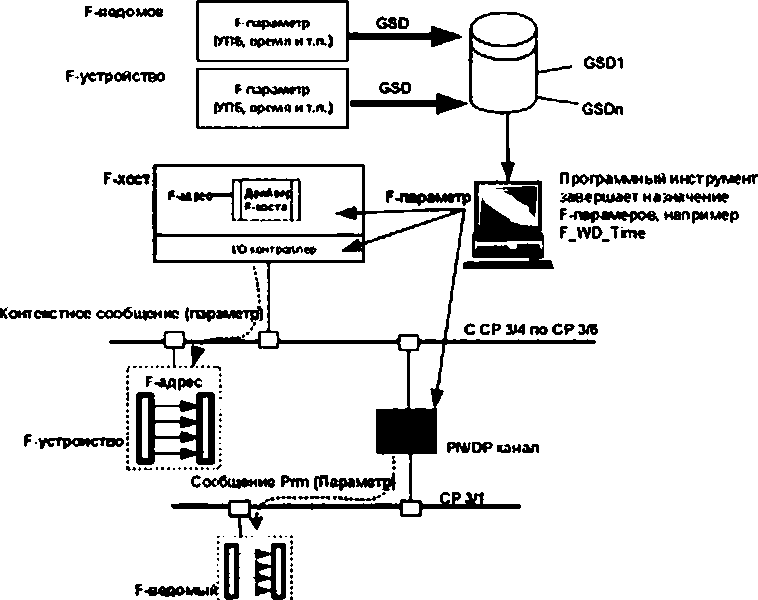 F-ведомов
F-параметр
(УПБ, время и т.п.)
GSD
F-устройство
F параметр
(УПБ, время и т.п.)
GSD
GSD1
GSDn
F-хост
F-адрес
Драйвер
F-хоста
I/O контроллер
F-параметр
Программный инструмент
завершает назначение
F-парамеров, например
F_WD_Time
Контекстное сообщение (параметр)
С CP 3/4 по CP 3/6
F-адрес
F-устройство
PN/DP канал
Сообщение Prm (Параметр)
CP 3/1
F-ведомый